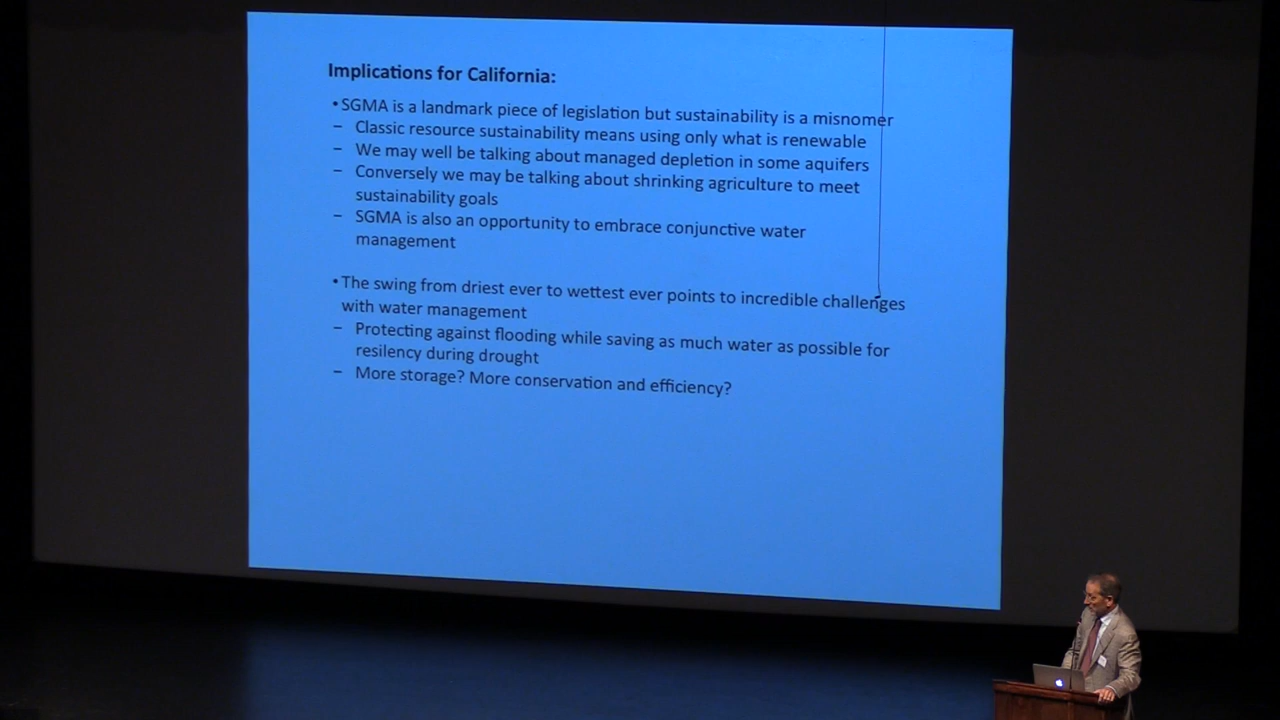 Implications for California:
•SGMA is a landmark piece of legislation but sustainability is a misnomer
– Classic resource sustainability means using only what is renewable
– We may well be talking about managed depletion in some aquifers
– Conversely we may be talking about shrinking agriculture to meet
sustainability goals
– SGMA is also an opportunity to embrace conjunctive water
management
•The swing from driest ever to wettest ever points to incredible challenges
with water management
– Protecting against flooding while saving as much water as possible for
resilency during drought
– More storage? More conservation and efficiency?